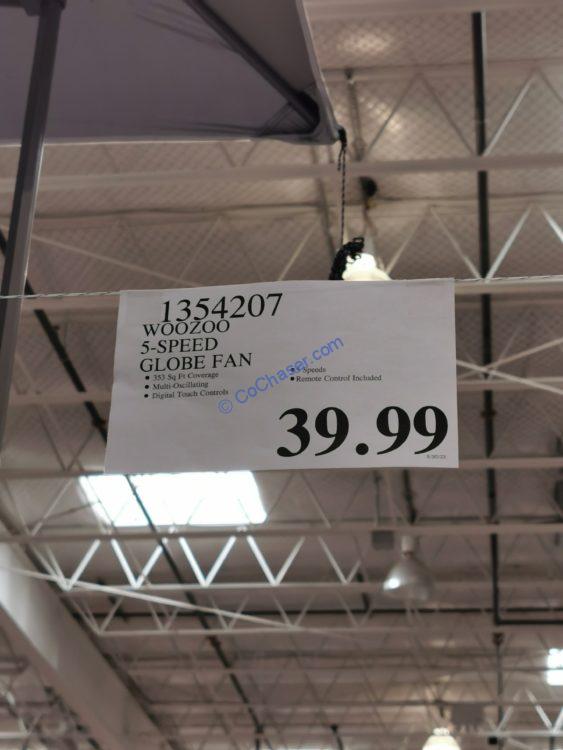 1354207
WOOZOO
5-SPEED
GLOBE FAN
• 353 Sq Ft Coverage
• Multi-Oscillating
• Digital Touch Controls
Speeds
• Remote Control Included
© CoChaser.com
39.99